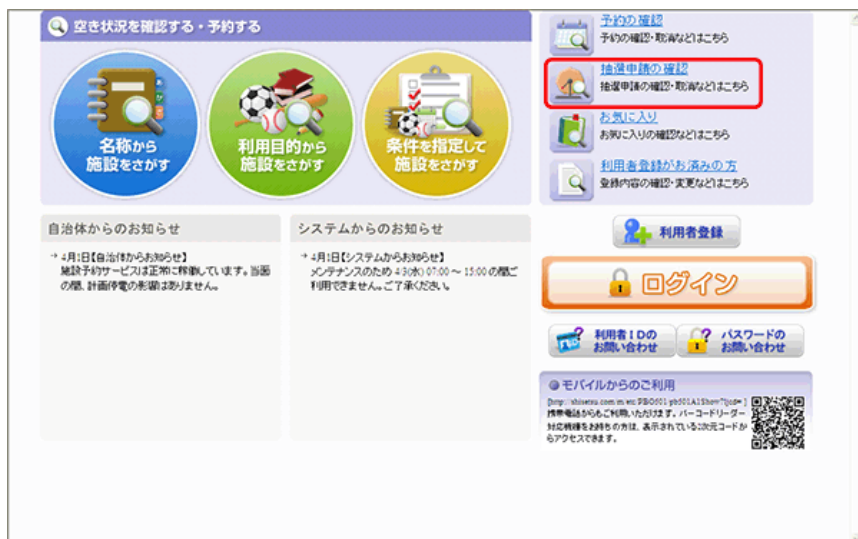 空き状況を確認する・予約する
名称から
施設をさがす
利用目的から
施設をさがす
条件を指定して
施設をさがす
予約の確認
予約の確認・取消などはこちら
抽選申請の確認
抽選申請の確認・取消などはこちら
お気に入り
お気に入りの確認などはこちら
利用者登録がお済みの方
登録内容の確認・変更などはこちら
自治体からのお知らせ
4月1日【自治体からお知らせ】
施設予約サービスは正常に稼働しています。当面
の間、計画停電の影響はありません。
システムからのお知らせ
4月1日【システムからお知らせ】
メンテナンスのため 4/3(水) 07:00 ～ 15:00 の間ご
利用できません。ご了承ください。
利用者登録
ログイン
利用者IDの
お問い合わせ
パスワードの
お問い合わせ
モバイルからのご利用
携帯電話からもご利用いただけます。バーコードリーダー
対応機種をお持ちの方は、表示されている2次元コードか
らアクセスできます。